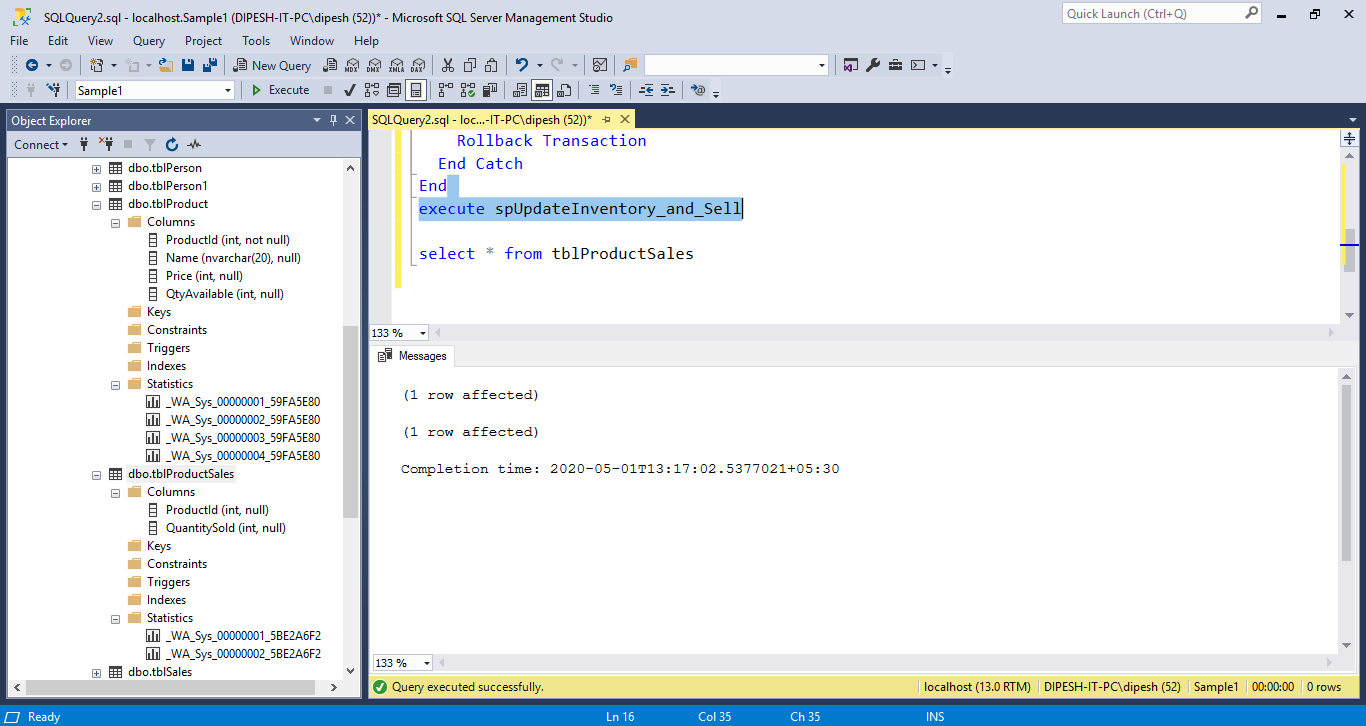 SQLQuery2.sql - localhost.Sample1 (DIPESH-IT-PC\dipesh (52))* - Microsoft SQL Server Management Studio
Quick Launch (Ctrl+Q)
File Edit View Query Project Tools Window Help
New Query MDX DMX XMLA DAX
Sample1 Execute
Object Explorer
Connect
dbo.tblPerson
dbo.tblPerson1
dbo.tblProduct
Columns
ProductId (int, not null)
Name (nvarchar(20), null)
Price (int, null)
QtyAvailable (int, null)
Keys
Constraints
Triggers
Indexes
Statistics
_WA_Sys_00000001_59FA5E80
_WA_Sys_00000002_59FA5E80
_WA_Sys_00000003_59FA5E80
_WA_Sys_00000004_59FA5E80
dbo.tblProductSales
Columns
ProductId (int, null)
QuantitySold (int, null)
Keys
Constraints
Triggers
Indexes
Statistics
_WA_Sys_00000001_5BE2A6F2
_WA_Sys_00000002_5BE2A6F2
dbo.tblSales
SQLQuery2.sql - loc...-IT-PC\dipesh (52))*
Rollback Transaction
End Catch
End
execute spUpdateInventory_and_Sell
select * from tblProductSales
133 %
Messages
(1 row affected)
(1 row affected)
Completion time: 2020-05-01T13:17:02.5377021+05:30
133 %
Query executed successfully. localhost (13.0 RTM) DIPESH-IT-PC\dipesh (52) Sample1 00:00:00 0 rows
Ready Ln 16 Col 35 Ch 35 INS